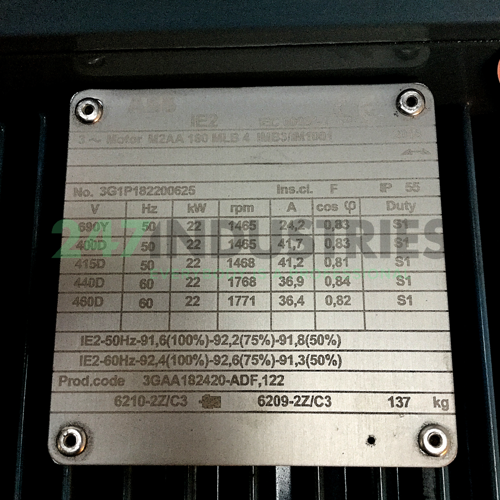 ABB
IE2
3 ~ Motor M2AA 180 MLB 4 IMB3/IM1001
No. 3G1P182200625 Ins.cl. F IP 55
V Hz kW rpm A cos φ Duty
690Y 50 22 1465 24,2 0,83 S1
400D 50 22 1465 41,7 0,83 S1
415D 50 22 1468 41,2 0,81 S1
440D 60 22 1768 36,9 0,84 S1
460D 60 22 1771 36,4 0,82 S1
247INDUSTRIES
IE2-50Hz-91,6(100%)-92,2(75%)-91,8(50%)
IE2-60Hz-92,4(100%)-92,6(75%)-91,3(50%)
Prod.code 3GAA182420-ADF,122
6210-2Z/C3 6209-2Z/C3 137 kg